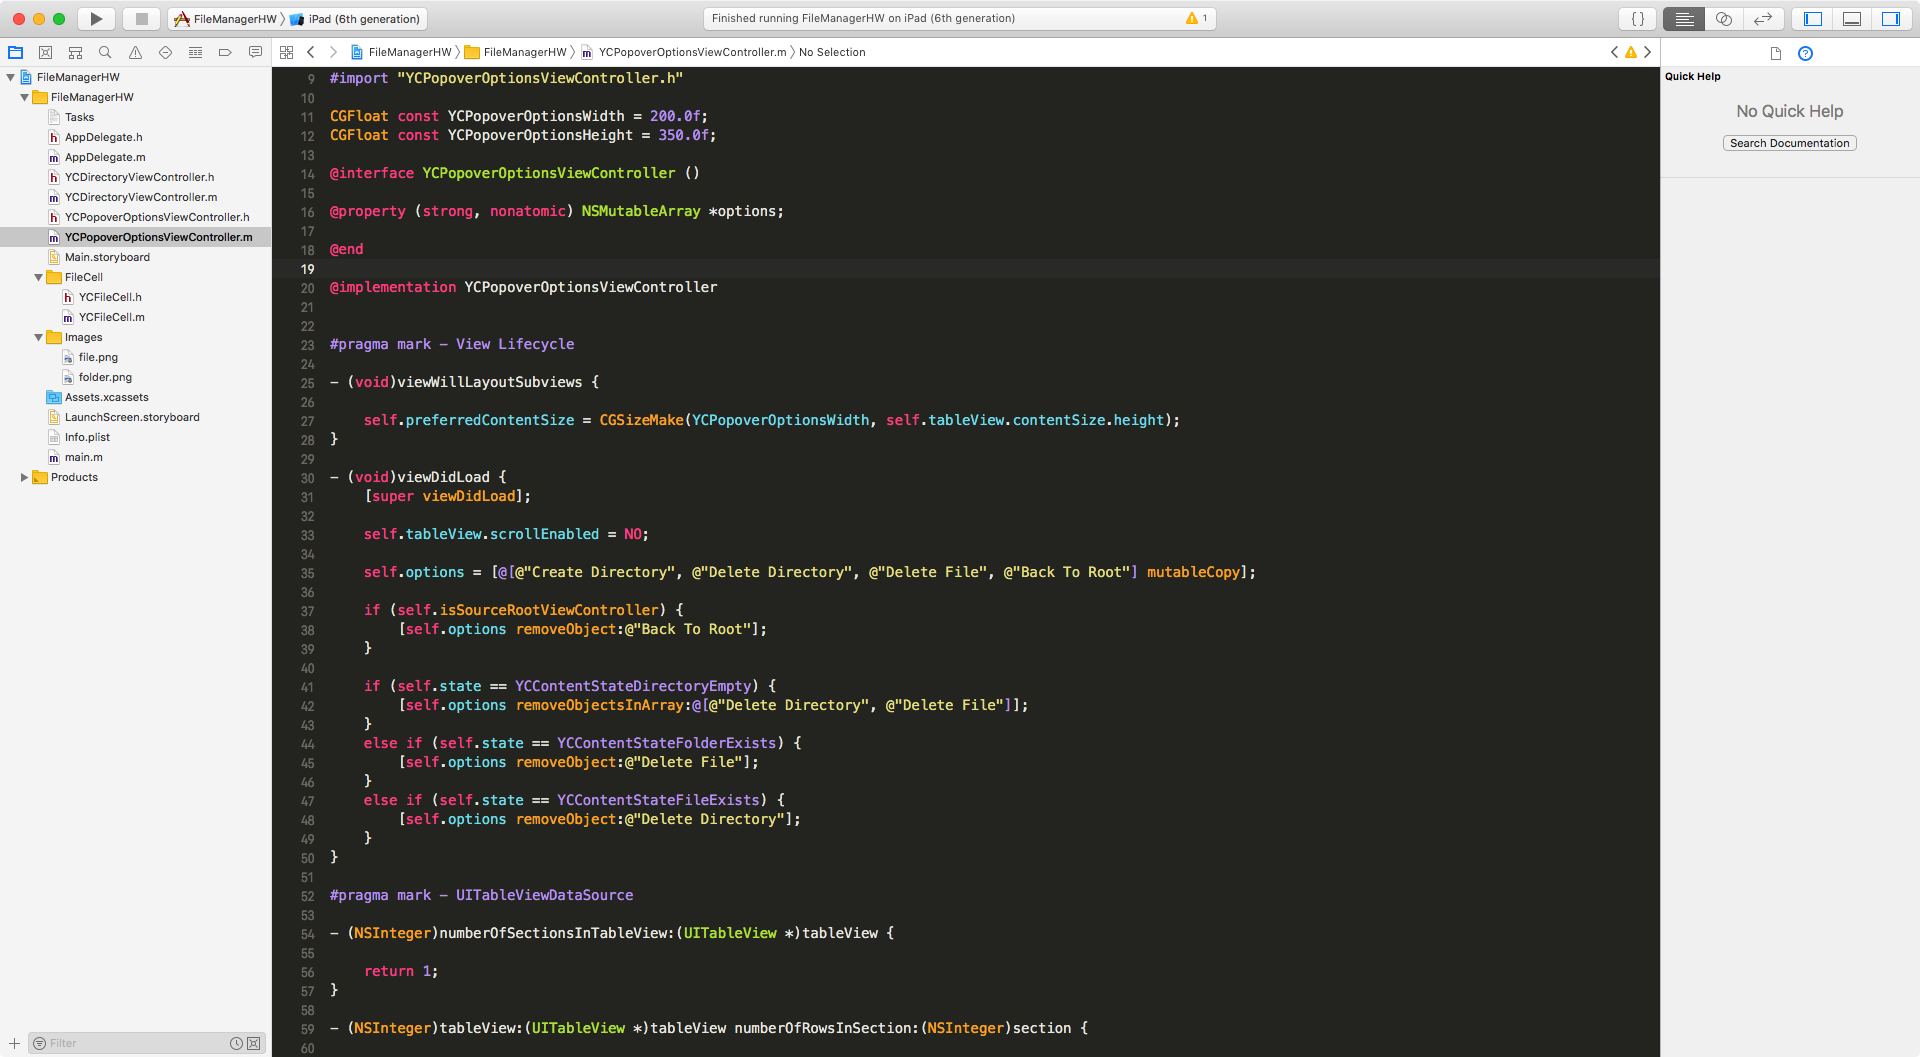 FileManagerHW iPad (6th generation)
Finished running FileManagerHW on iPad (6th generation) 1
{}
FileManagerHW FileManagerHW m YCPopoverOptionsViewController.m No Selection
FileManagerHW
FileManagerHW
Tasks
h AppDelegate.h
m AppDelegate.m
h YCDirectoryViewController.h
m YCDirectoryViewController.m
h YCPopoverOptionsViewController.h
m YCPopoverOptionsViewController.m
Main.storyboard
FileCell
h YCFileCell.h
m YCFileCell.m
Images
file.png
folder.png
Assets.xcassets
LaunchScreen.storyboard
Info.plist
m main.m
Products
Filter
9 #import "YCPopoverOptionsViewController.h"
10
11 CGFloat const YCPopoverOptionsWidth = 200.0f;
12 CGFloat const YCPopoverOptionsHeight = 350.0f;
13
14 @interface YCPopoverOptionsViewController ()
15
16 @property (strong, nonatomic) NSMutableArray *options;
17
18 @end
19
20 @implementation YCPopoverOptionsViewController
21
22
23 #pragma mark - View Lifecycle
24
25 - (void)viewWillLayoutSubviews {
26
27 self.preferredContentSize = CGSizeMake(YCPopoverOptionsWidth, self.tableView.contentSize.height);
28 }
29
30 - (void)viewDidLoad {
31 [super viewDidLoad];
32
33 self.tableView.scrollEnabled = NO;
34
35 self.options = [@[@"Create Directory", @"Delete Directory", @"Delete File", @"Back To Root"] mutableCopy];
36
37 if (self.isSourceRootViewController) {
38 [self.options removeObject:@"Back To Root"];
39 }
40
41 if (self.state == YCContentStateDirectoryEmpty) {
42 [self.options removeObjectsInArray:@[@"Delete Directory", @"Delete File"]];
43 }
44 else if (self.state == YCContentStateFolderExists) {
45 [self.options removeObject:@"Delete File"];
46 }
47 else if (self.state == YCContentStateFileExists) {
48 [self.options removeObject:@"Delete Directory"];
49 }
50 }
51
52 #pragma mark - UITableViewDataSource
53
54 - (NSInteger)numberOfSectionsInTableView:(UITableView *)tableView {
55
56 return 1;
57 }
58
59 - (NSInteger)tableView:(UITableView *)tableView numberOfRowsInSection:(NSInteger)section {
60
Quick Help
No Quick Help
Search Documentation